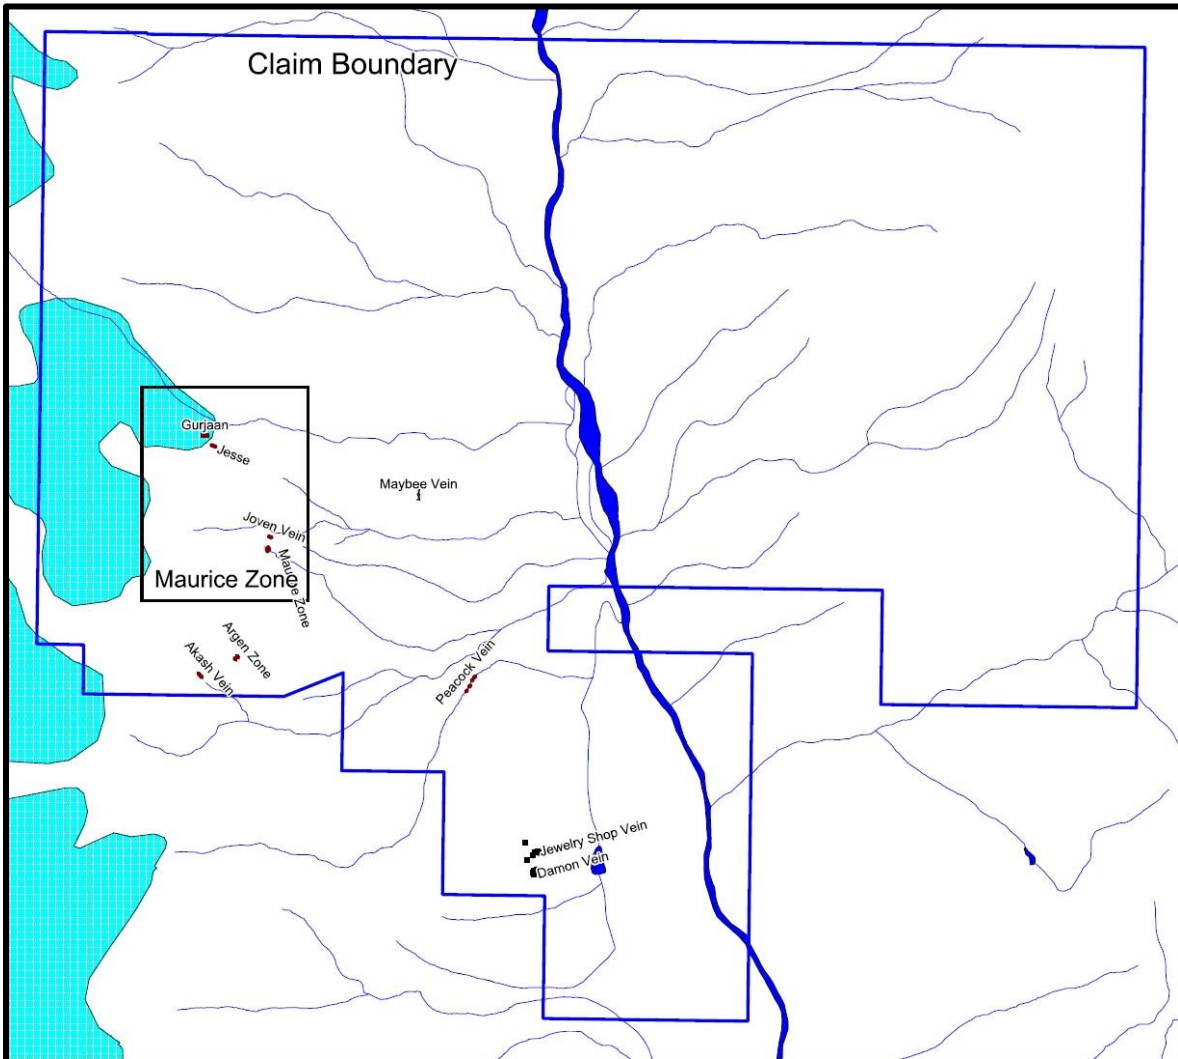 Claim Boundary
Gurjaan
Jesse
Maybee Vein
Joven Vein
Maurice Zone
Maurice Zone
Argen Zone
Akash Vein
Peacock Vein
Jewelry Shop Vein
Damon Vein